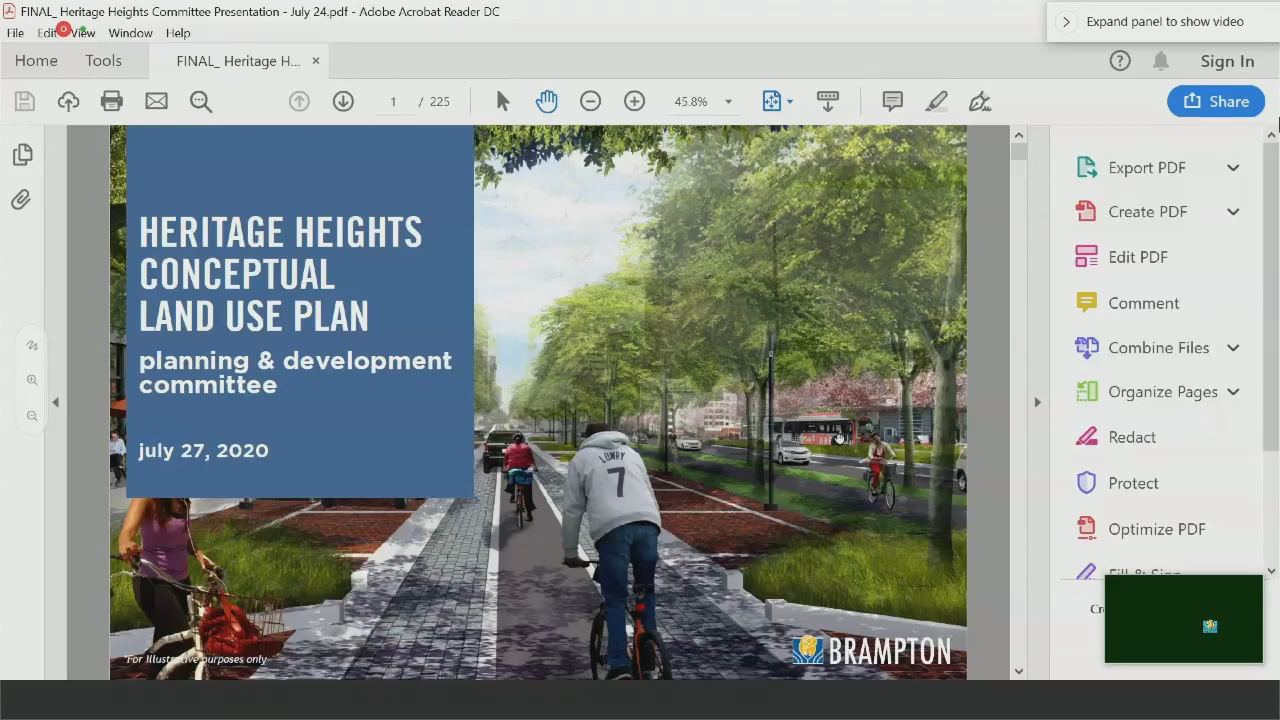 FINAL_ Heritage Heights Committee Presentation - July 24.pdf - Adobe Acrobat Reader DC
Expand panel to show video
File Edit View Window Help
Home Tools FINAL_ Heritage H... × Sign In
1 / 225 45.8% Share
HERITAGE HEIGHTS
CONCEPTUAL
LAND USE PLAN
planning & development
committee
july 27, 2020
LOWRY
7
*For Illustrative purposes only
BRAMPTON
Export PDF
Create PDF
Edit PDF
Comment
Combine Files
Organize Pages
Redact
Protect
Optimize PDF
Fill & Sign